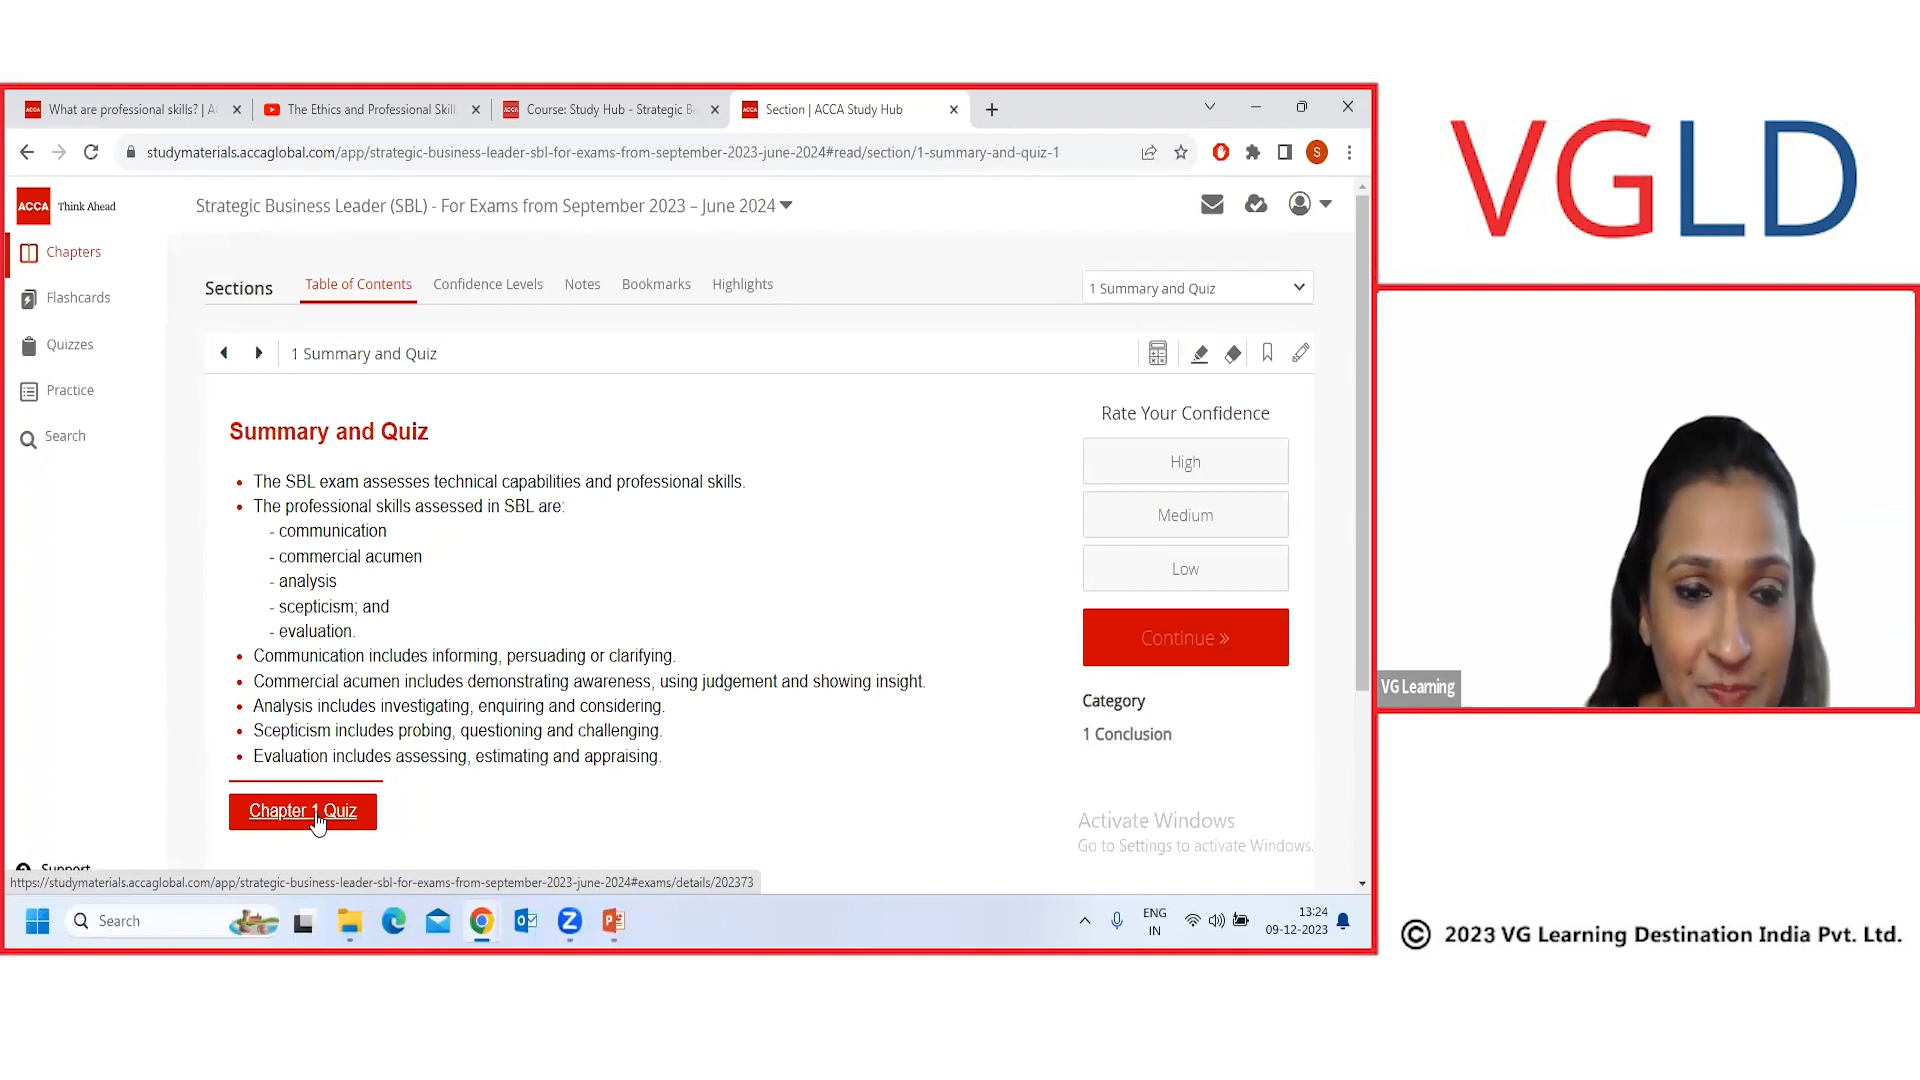 What are professional skills? | AC
The Ethics and Professional Skill
Course: Study Hub - Strategic B
Section | ACCA Study Hub
studymaterials.accaglobal.com/app/strategic-business-leader-sbl-for-exams-from-september-2023-june-2024#read/section/1-summary-and-quiz-1
S
ACCA
Think Ahead
Strategic Business Leader (SBL) - For Exams from September 2023 – June 2024
Chapters
Flashcards
Quizzes
Practice
Search
Support
Sections
Table of Contents
Confidence Levels
Notes
Bookmarks
Highlights
1 Summary and Quiz
1 Summary and Quiz
Summary and Quiz
• The SBL exam assesses technical capabilities and professional skills.
• The professional skills assessed in SBL are:
- communication
- commercial acumen
- analysis
- scepticism; and
- evaluation.
• Communication includes informing, persuading or clarifying.
• Commercial acumen includes demonstrating awareness, using judgement and showing insight.
• Analysis includes investigating, enquiring and considering.
• Scepticism includes probing, questioning and challenging.
• Evaluation includes assessing, estimating and appraising.
Chapter 1 Quiz
Rate Your Confidence
High
Medium
Low
Continue »
Category
1 Conclusion
Activate Windows
Go to Settings to activate Windows.
https://studymaterials.accaglobal.com/app/strategic-business-leader-sbl-for-exams-from-september-2023-june-2024#exams/details/202373
Search
ENG
IN
13:24
09-12-2023
VGLD
VG Learning
© 2023 VG Learning Destination India Pvt. Ltd.